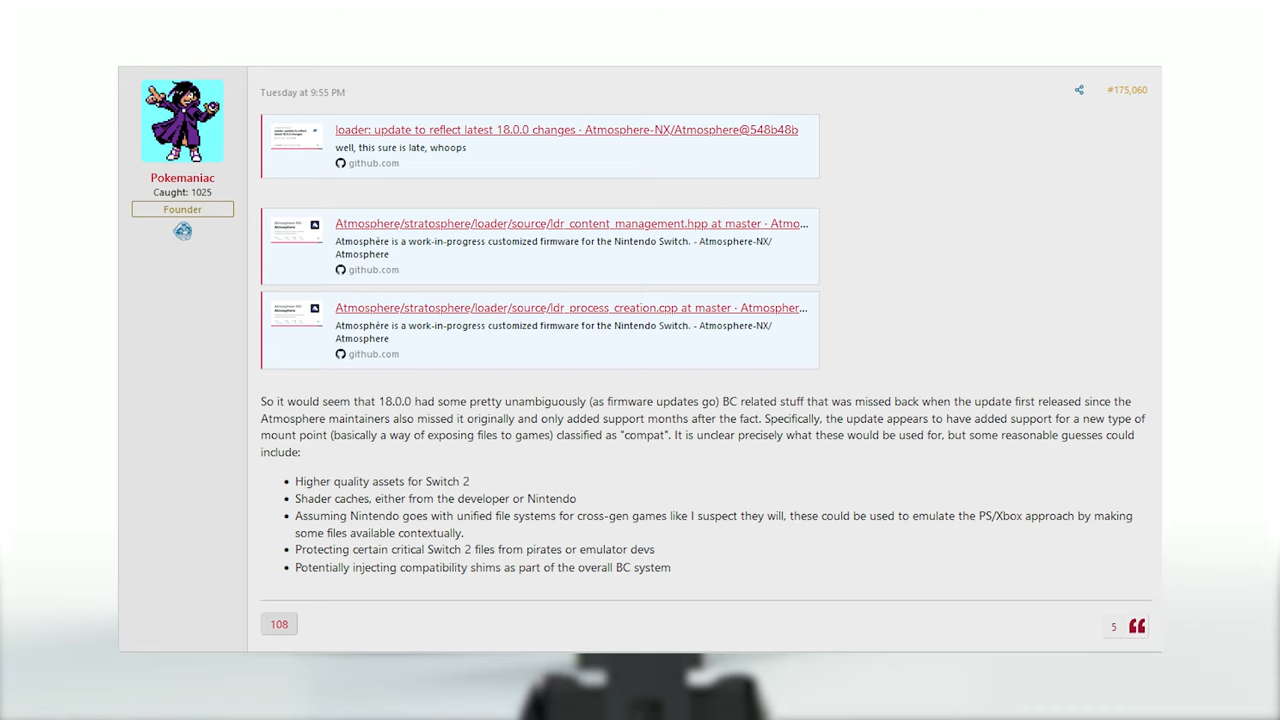 Tuesday at 9:55 PM
#175,060
Pokemaniac
Caught: 1025
Founder
loader: update to reflect latest 18.0.0 changes · Atmosphere-NX/Atmosphere@548b48b
well, this sure is late, whoops
github.com
Atmosphere/stratosphere/loader/source/ldr_content_management.hpp at master · Atmo...
Atmosphère is a work-in-progress customized firmware for the Nintendo Switch. - Atmosphere-NX/
Atmosphere
github.com
Atmosphere/stratosphere/loader/source/ldr_process_creation.cpp at master · Atmospher...
Atmosphère is a work-in-progress customized firmware for the Nintendo Switch. - Atmosphere-NX/
Atmosphere
github.com
So it would seem that 18.0.0 had some pretty unambiguously (as firmware updates go) BC related stuff that was missed back when the update first released since the
Atmosphere maintainers also missed it originally and only added support months after the fact. Specifically, the update appears to have added support for a new type of
mount point (basically a way of exposing files to games) classified as "compat". It is unclear precisely what these would be used for, but some reasonable guesses could
include:
• Higher quality assets for Switch 2
• Shader caches, either from the developer or Nintendo
• Assuming Nintendo goes with unified file systems for cross-gen games like I suspect they will, these could be used to emulate the PS/Xbox approach by making
some files available contextually.
• Protecting certain critical Switch 2 files from pirates or emulator devs
• Potentially injecting compatibility shims as part of the overall BC system
108
5